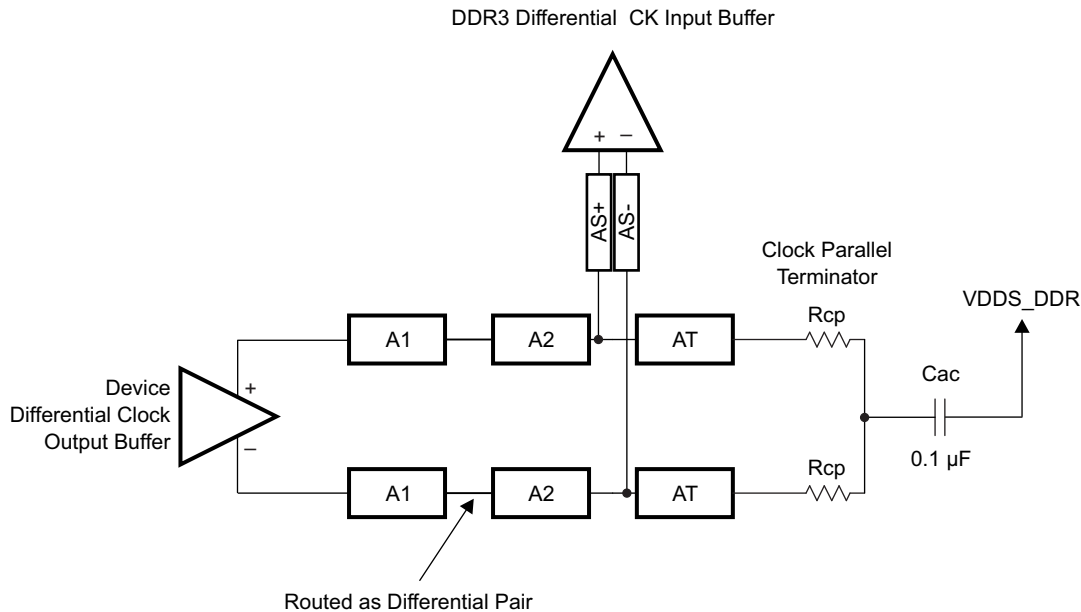 DDR3 Differential CK Input Buffer
+ –
AS+
AS-
Clock Parallel
Terminator
Rcp
VDDS_DDR
A1
A2
AT
Cac
0.1 µF
Device
Differential Clock
Output Buffer
+
–
Rcp
A1
A2
AT
Routed as Differential Pair